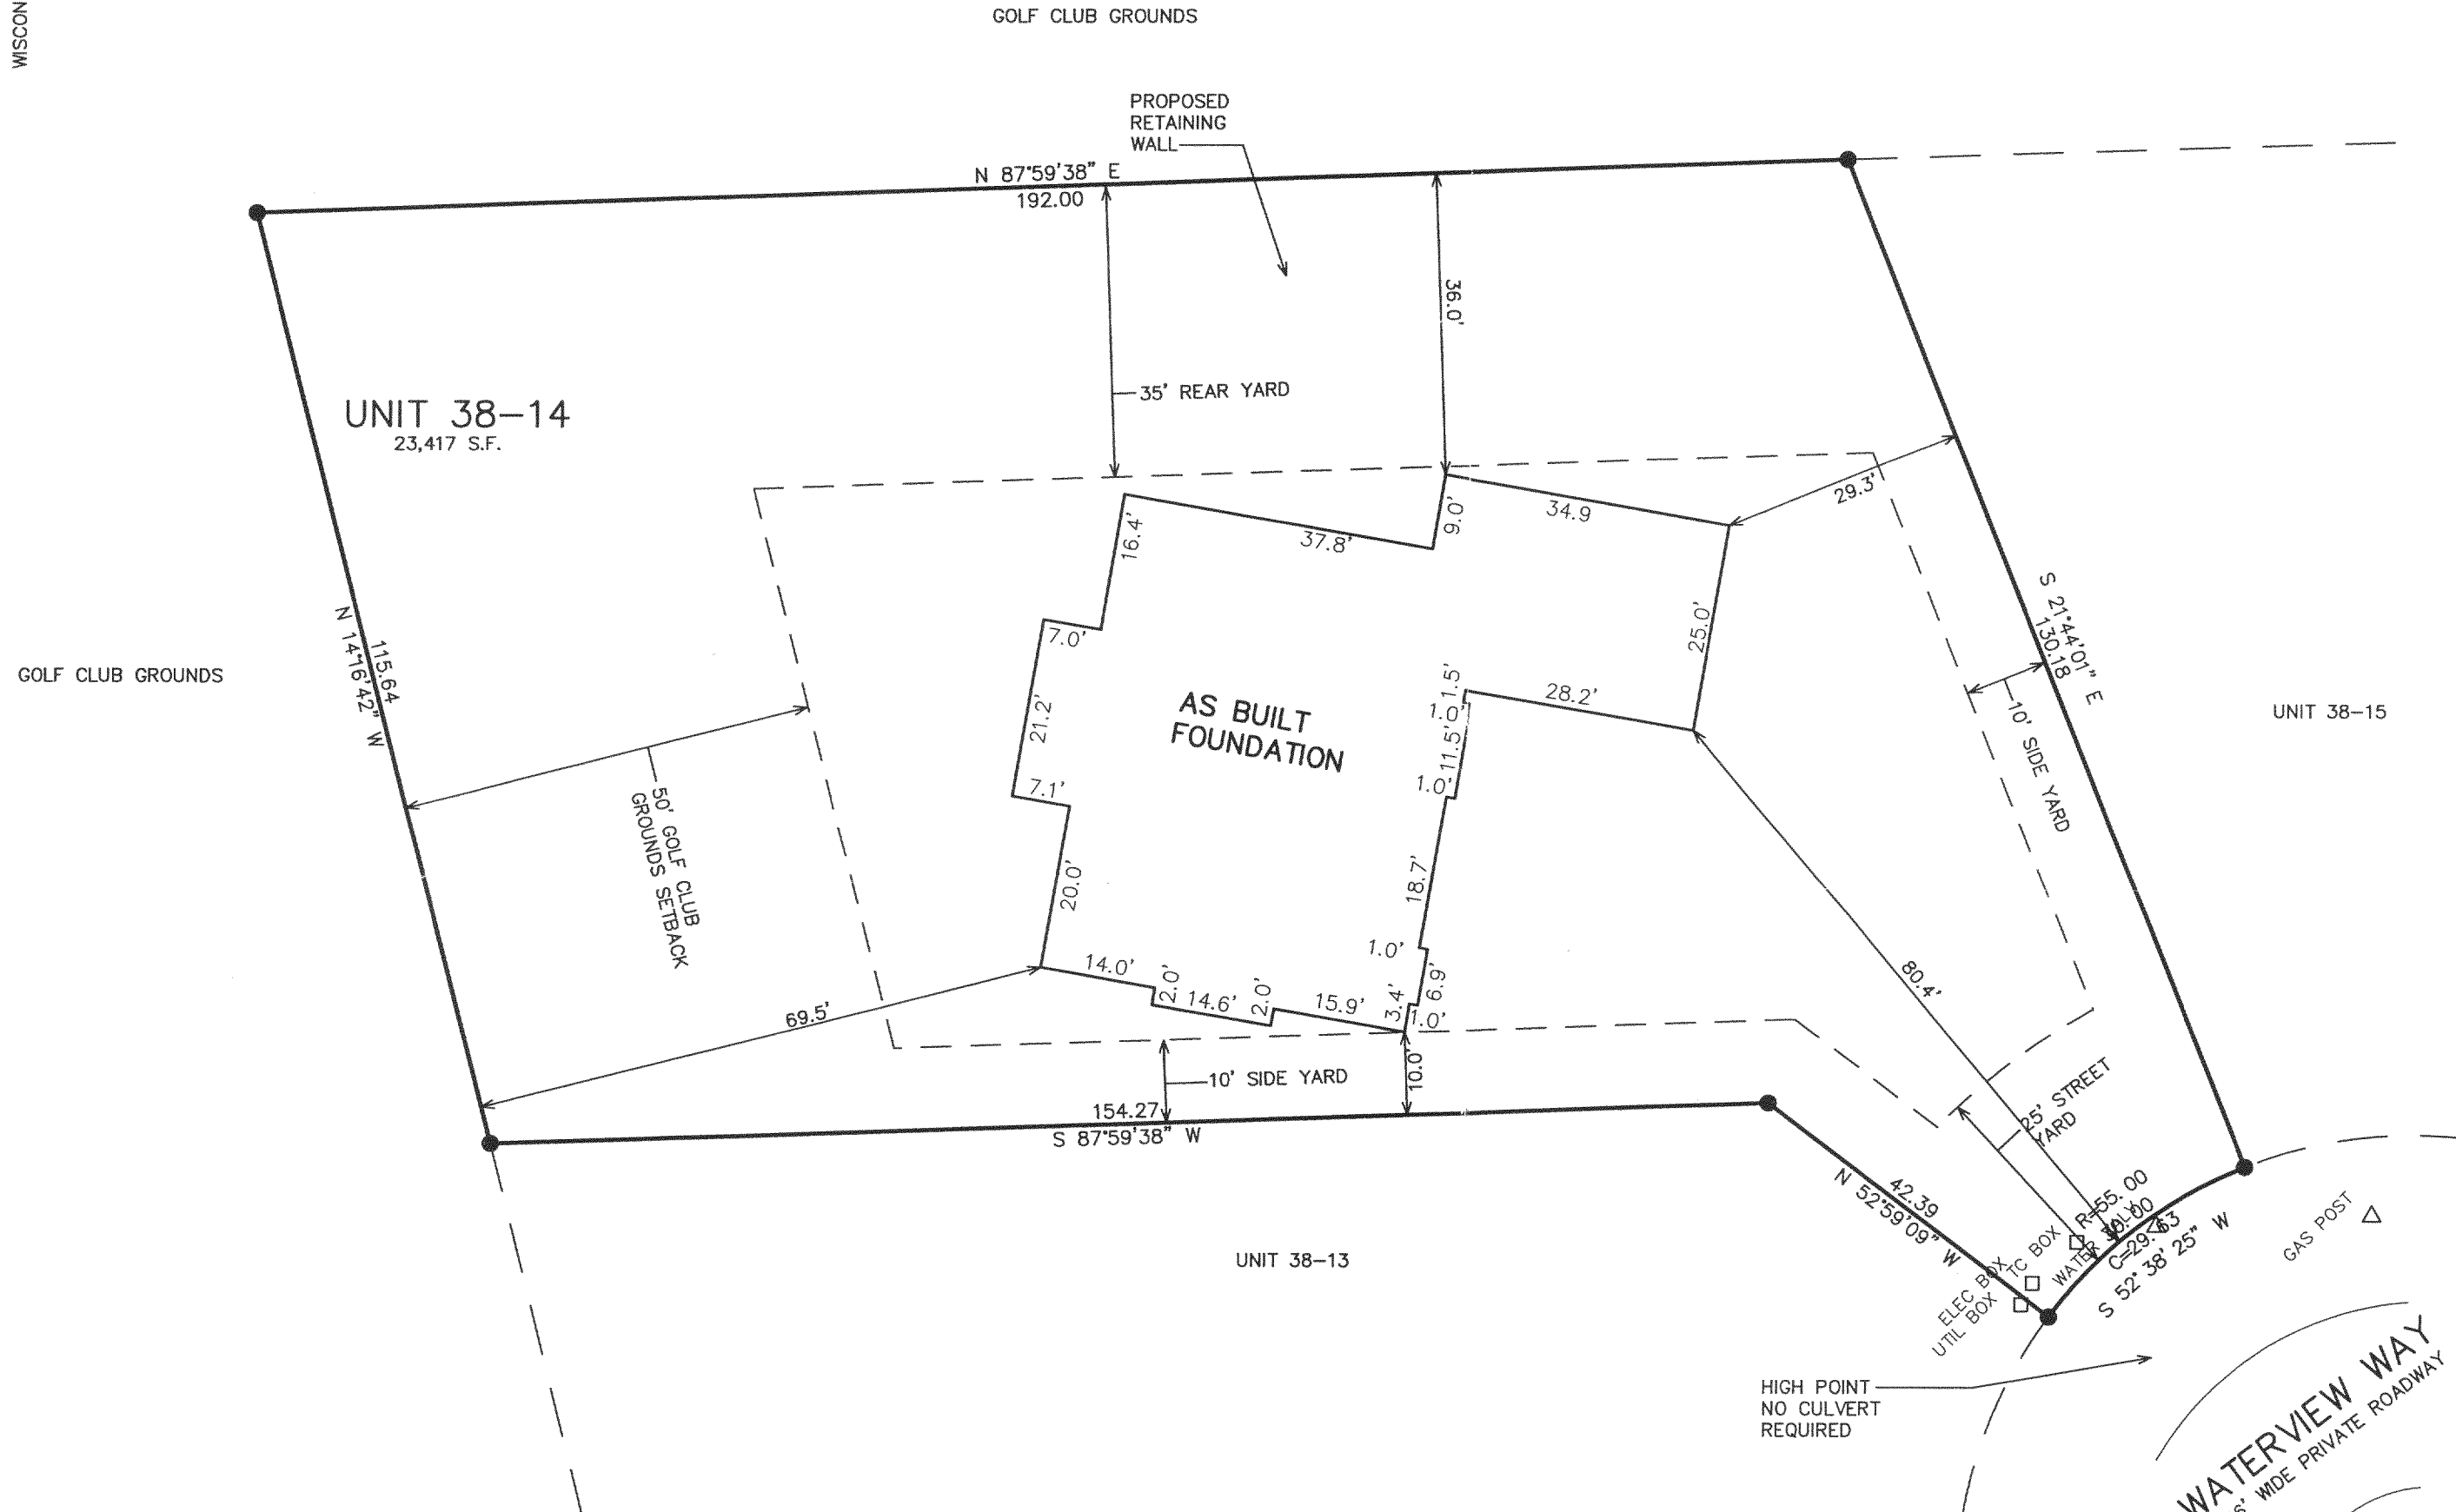 WISCON
GOLF CLUB GROUNDS
PROPOSED
RETAINING
WALL
N 87°59'38" E
192.00
36.0'
35' REAR YARD
UNIT 38-14
23,417 S.F.
29.3'
34.9
9.0'
37.8'
16.4'
7.0'
21.2'
7.1'
20.0'
25.0'
28.2'
1.5'
1.0'
11.5'
1.0'
18.7'
1.0'
6.9'
3.4'
1.0'
AS BUILT
FOUNDATION
S 21°44'01" E
130.18
10' SIDE YARD
UNIT 38-15
GOLF CLUB GROUNDS
N 14°16'42" W
115.64
50' GOLF CLUB
GROUNDS SETBACK
14.0'
2.0'
14.6'
2.0'
15.9'
69.5'
80.4'
10.0'
10' SIDE YARD
154.27
S 87°59'38" W
25' STREET
YARD
42.39
N 52°59'09" W
R=55.00
30.00
C=29.63
S 52°38'25" W
WATER
TC BOX
ELEC BOX
UTIL BOX
GAS POST
UNIT 38-13
HIGH POINT
NO CULVERT
REQUIRED
WATERVIEW WAY
6' WIDE PRIVATE ROADWAY